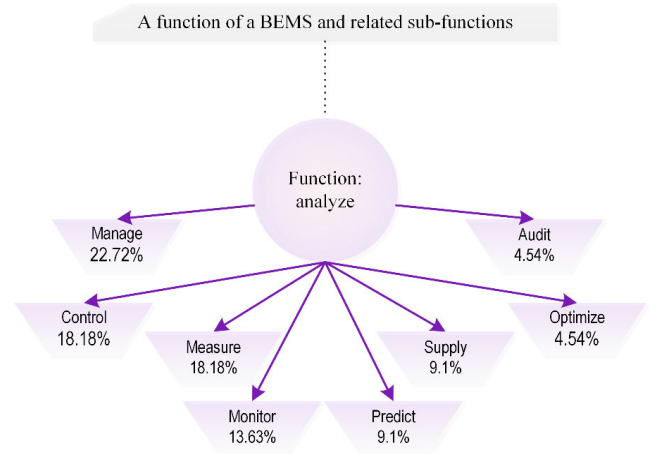 A function of a BEMS and related sub-functions
Function:
analyze
Manage
22.72%
Audit
4.54%
Control
18.18%
Optimize
4.54%
Measure
18.18%
Supply
9.1%
Monitor
13.63%
Predict
9.1%